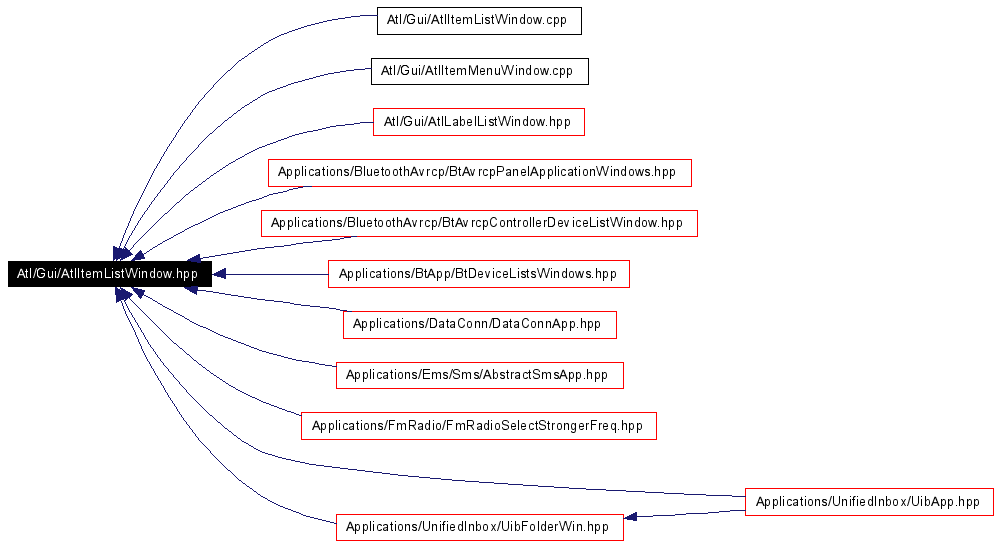 Atl/Gui/AtlItemListWindow.cpp
Atl/Gui/AtlItemMenuWindow.cpp
Atl/Gui/AtlLabelListWindow.hpp
Applications/BluetoothAvrcp/BtAvrcpPanelApplicationWindows.hpp
Applications/BluetoothAvrcp/BtAvrcpControllerDeviceListWindow.hpp
Atl/Gui/AtlItemListWindow.hpp
Applications/BtApp/BtDeviceListsWindows.hpp
Applications/DataConn/DataConnApp.hpp
Applications/Ems/Sms/AbstractSmsApp.hpp
Applications/FmRadio/FmRadioSelectStrongerFreq.hpp
Applications/UnifiedInbox/UibApp.hpp
Applications/UnifiedInbox/UibFolderWin.hpp